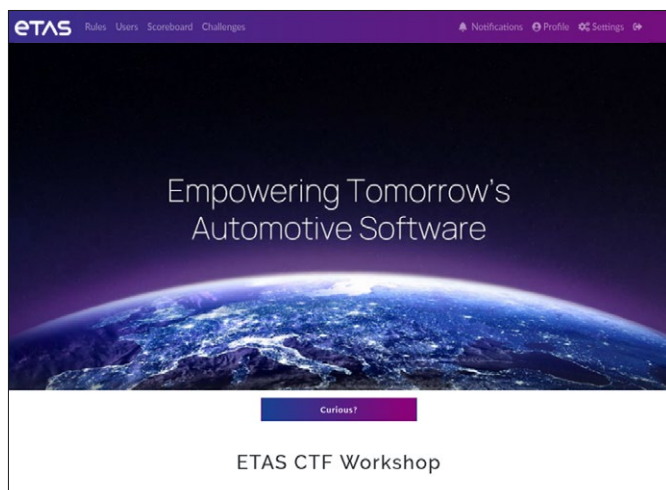 ETAS Rules Users Scoreboard Challenges Notifications Profile Settings
Empowering Tomorrow's
Automotive Software
Curious?
ETAS CTF Workshop